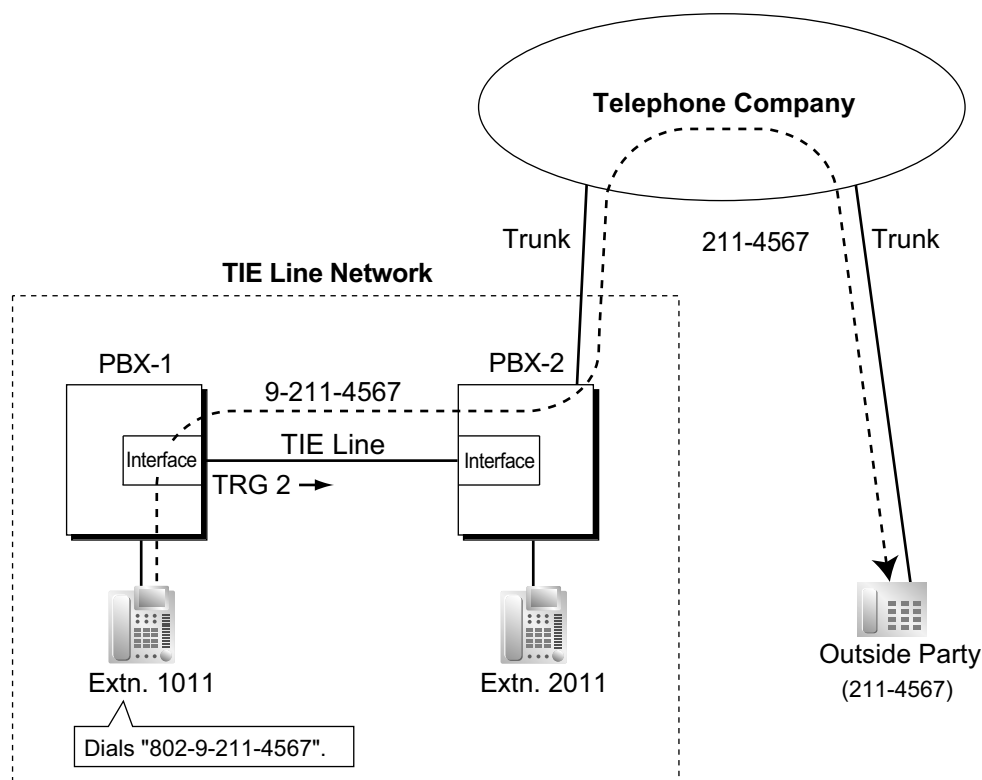 Telephone Company
Trunk
211-4567
Trunk
TIE Line Network
PBX-1
PBX-2
9-211-4567
TIE Line
Interface
Interface
TRG 2
Extn. 1011
Extn. 2011
Outside Party
(211-4567)
Dials "802-9-211-4567".